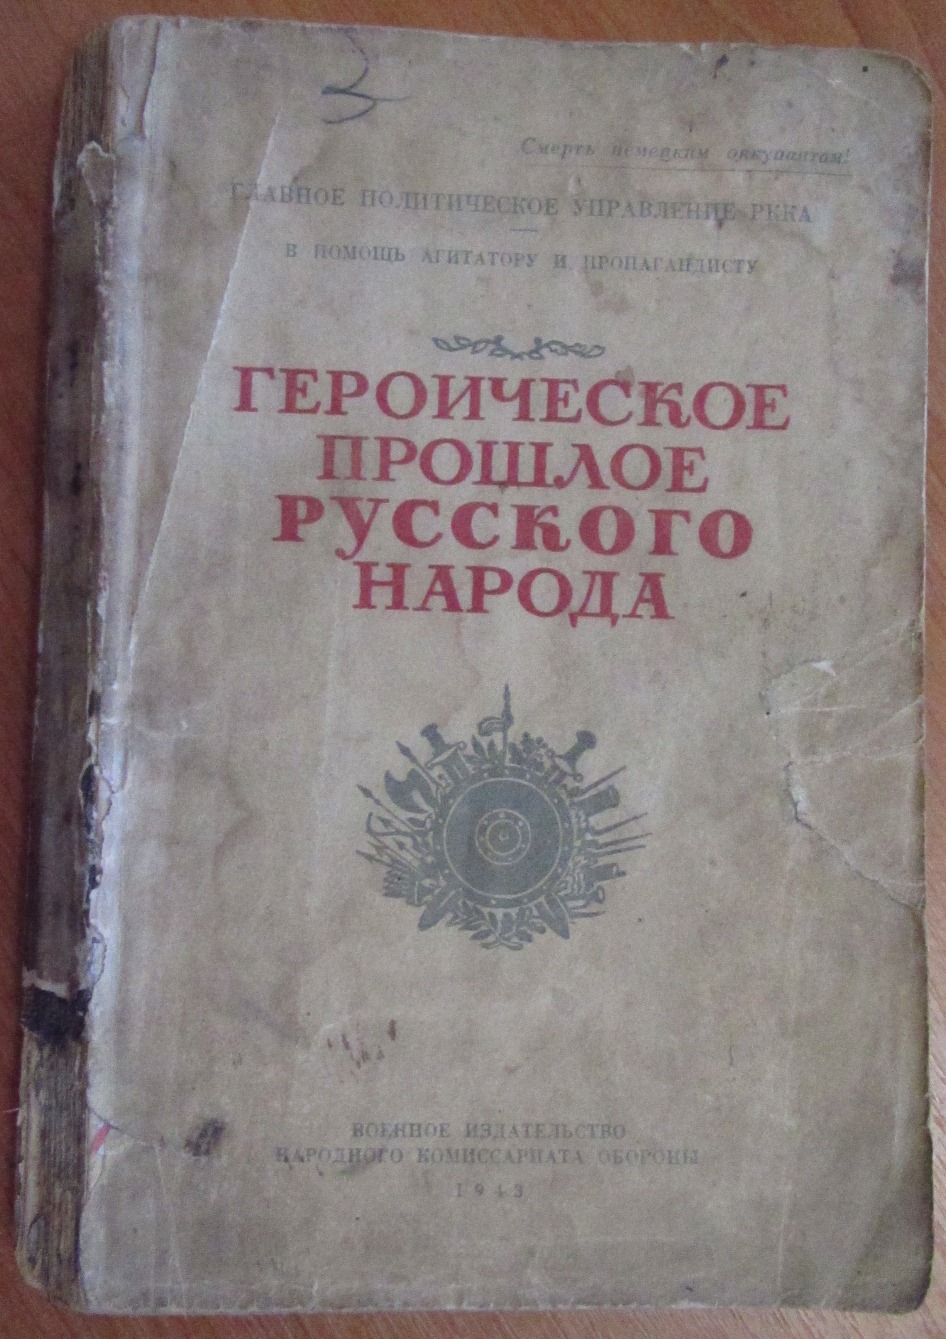 Смерть немецким оккупантам!
ГЛАВНОЕ ПОЛИТИЧЕСКОЕ УПРАВЛЕНИЕ РККА
В ПОМОЩЬ АГИТАТОРУ И ПРОПАГАНДИСТУ
ГЕРОИЧЕСКОЕ
ПРОШЛОЕ
РУССКОГО
НАРОДА
ВОЕННОЕ ИЗДАТЕЛЬСТВО
НАРОДНОГО КОМИССАРИАТА ОБОРОНЫ
1943